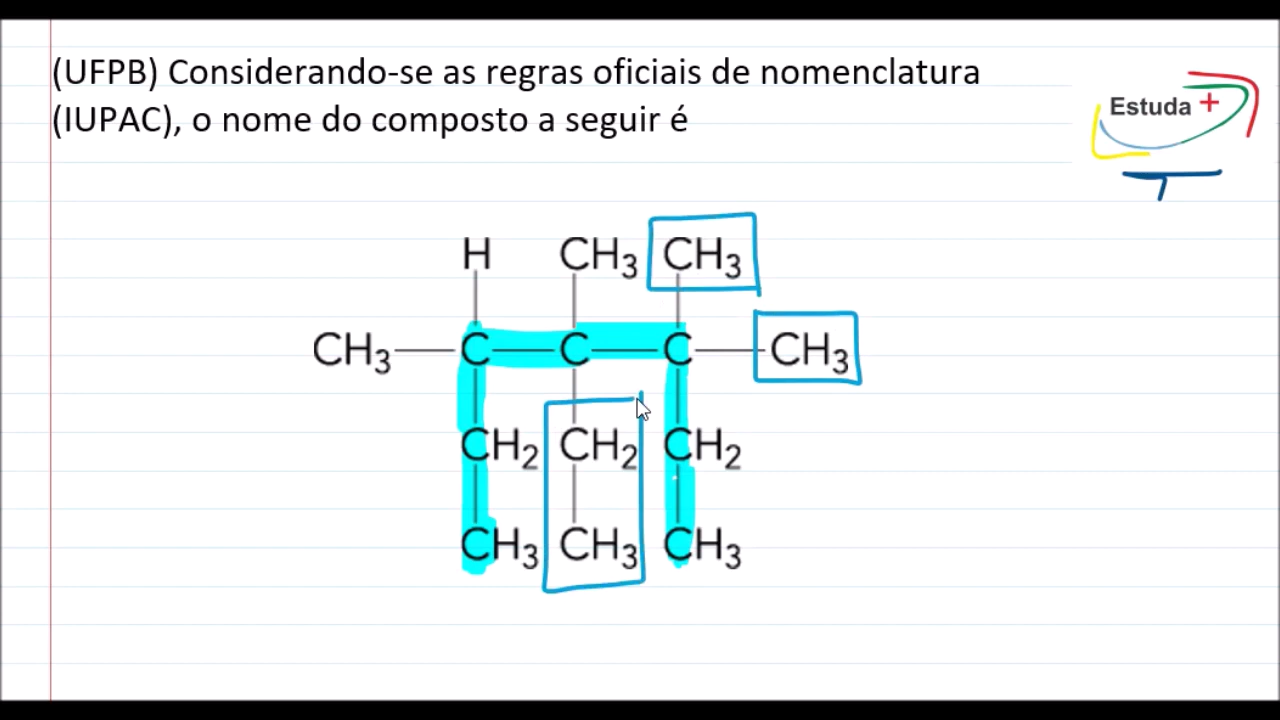 (UFPB) Considerando-se as regras oficiais de nomenclatura
(IUPAC), o nome do composto a seguir é
Estuda +
H CH₃ CH₃
CH₃ C C C CH₃
CH₂ CH₂ CH₂
CH₃ CH₃ CH₃